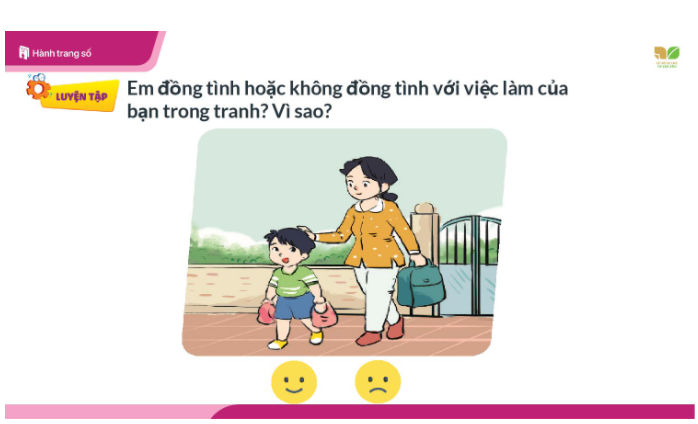 Hành trang số
LUYỆN TẬP
Em đồng tình hoặc không đồng tình với việc làm của
bạn trong tranh? Vì sao?